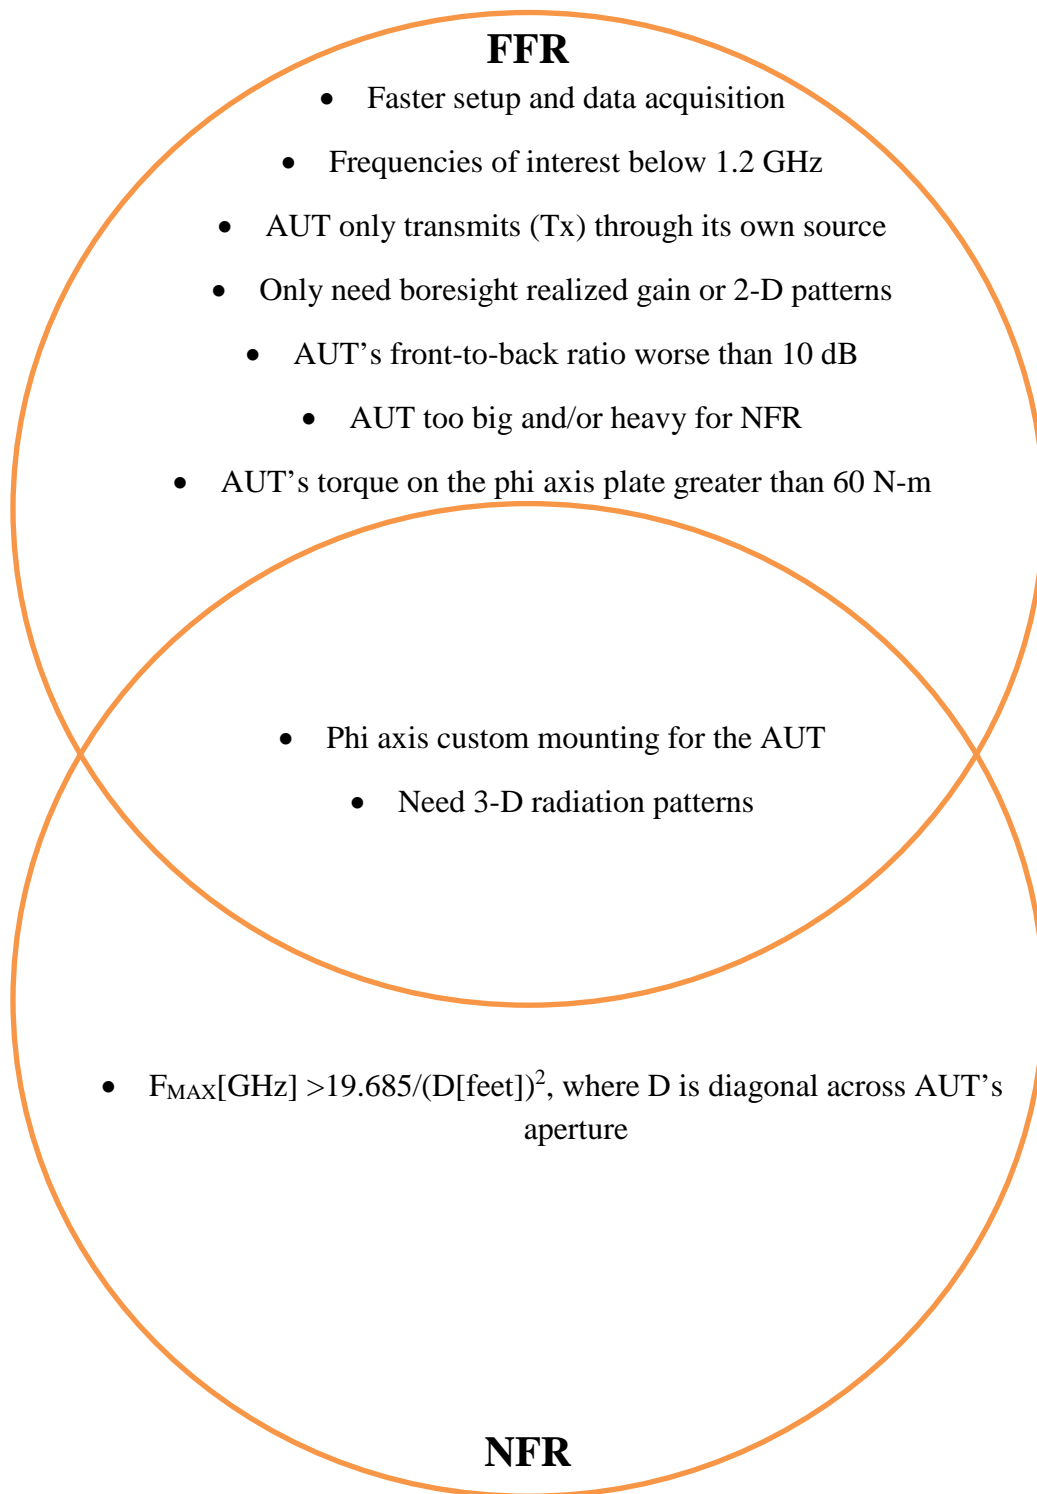 FFR
• Faster setup and data acquisition
• Frequencies of interest below 1.2 GHz
• AUT only transmits (Tx) through its own source
• Only need boresight realized gain or 2-D patterns
• AUT’s front-to-back ratio worse than 10 dB
• AUT too big and/or heavy for NFR
• AUT’s torque on the phi axis plate greater than 60 N-m
• Phi axis custom mounting for the AUT
• Need 3-D radiation patterns
• FMAX[GHz] >19.685/(D[feet])², where D is diagonal across AUT’s
aperture
NFR